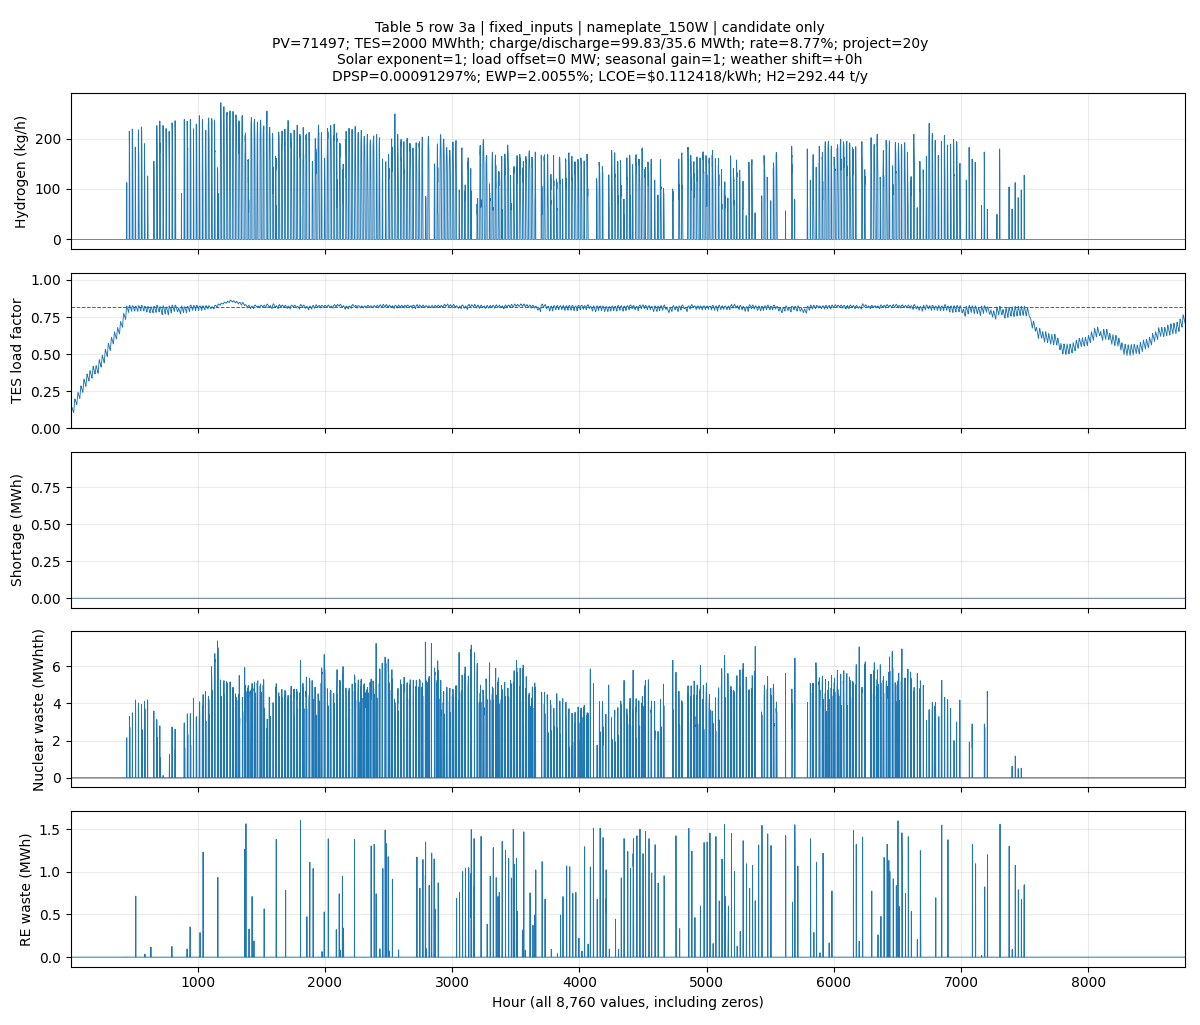 Table 5 row 3a | fixed_inputs | nameplate_150W | candidate only
PV=71497; TES=2000 MWhth; charge/discharge=99.83/35.6 MWth; rate=8.77%; project=20y
Solar exponent=1; load offset=0 MW; seasonal gain=1; weather shift=+0h
DPSP=0.00091297%; EWP=2.0055%; LCOE=$0.112418/kWh; H2=292.44 t/y
Hydrogen (kg/h)
200
100
0
TES load factor
1.00
0.75
0.50
0.25
0.00
Shortage (MWh)
0.75
0.50
0.25
0.00
Nuclear waste (MWhth)
6
4
2
0
RE waste (MWh)
1.5
1.0
0.5
0.0
1000 2000 3000 4000 5000 6000 7000 8000
Hour (all 8,760 values, including zeros)